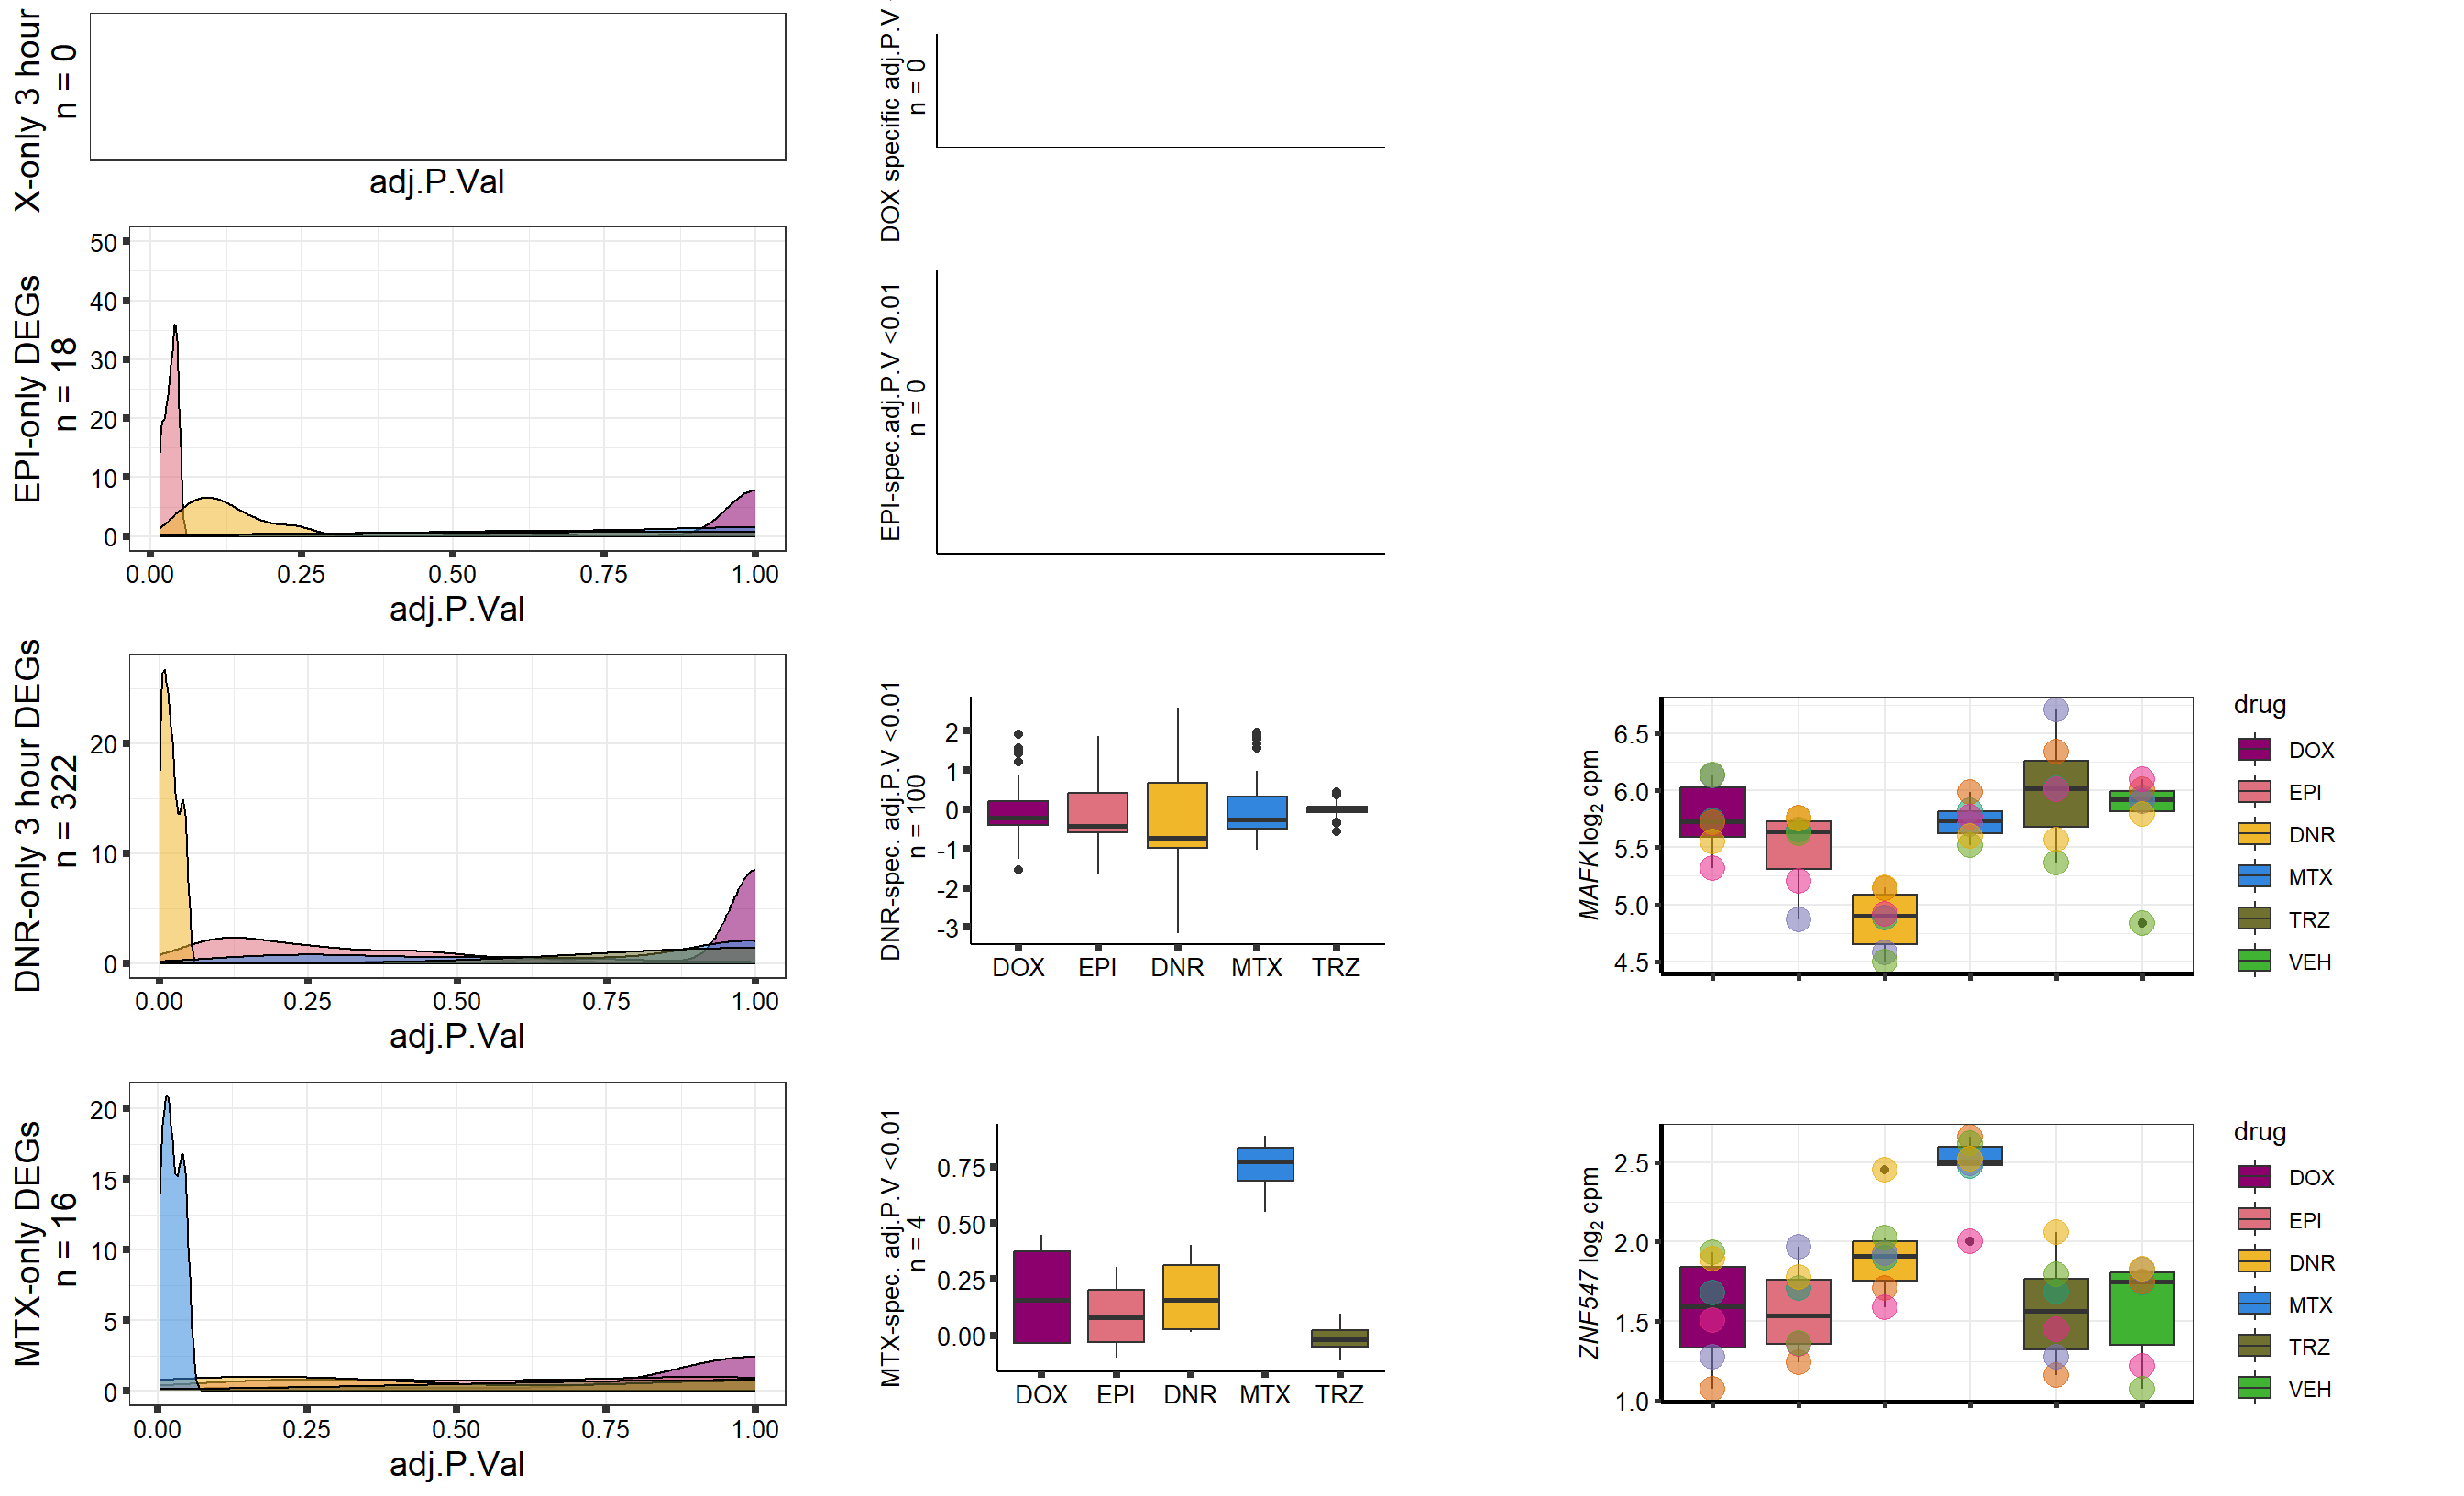 X-only 3 hour
n = 0
adj.P.Val
DOX specific adj.P.V
n = 0
EPI-only DEGs
n = 18
50
40
30
20
10
0
0.00 0.25 0.50 0.75 1.00
adj.P.Val
EPI-spec.adj.P.V <0.01
n = 0
DNR-only 3 hour DEGs
n = 322
20
10
0
0.00 0.25 0.50 0.75 1.00
adj.P.Val
DNR-spec. adj.P.V <0.01
n = 100
2
1
0
-1
-2
-3
DOX EPI DNR MTX TRZ
MAFK log2 cpm
6.5
6.0
5.5
5.0
4.5
drug
DOX
EPI
DNR
MTX
TRZ
VEH
MTX-only DEGs
n = 16
20
15
10
5
0
0.00 0.25 0.50 0.75 1.00
adj.P.Val
MTX-spec. adj.P.V <0.01
n = 4
0.75
0.50
0.25
0.00
DOX EPI DNR MTX TRZ
ZNF547 log2 cpm
2.5
2.0
1.5
1.0
drug
DOX
EPI
DNR
MTX
TRZ
VEH